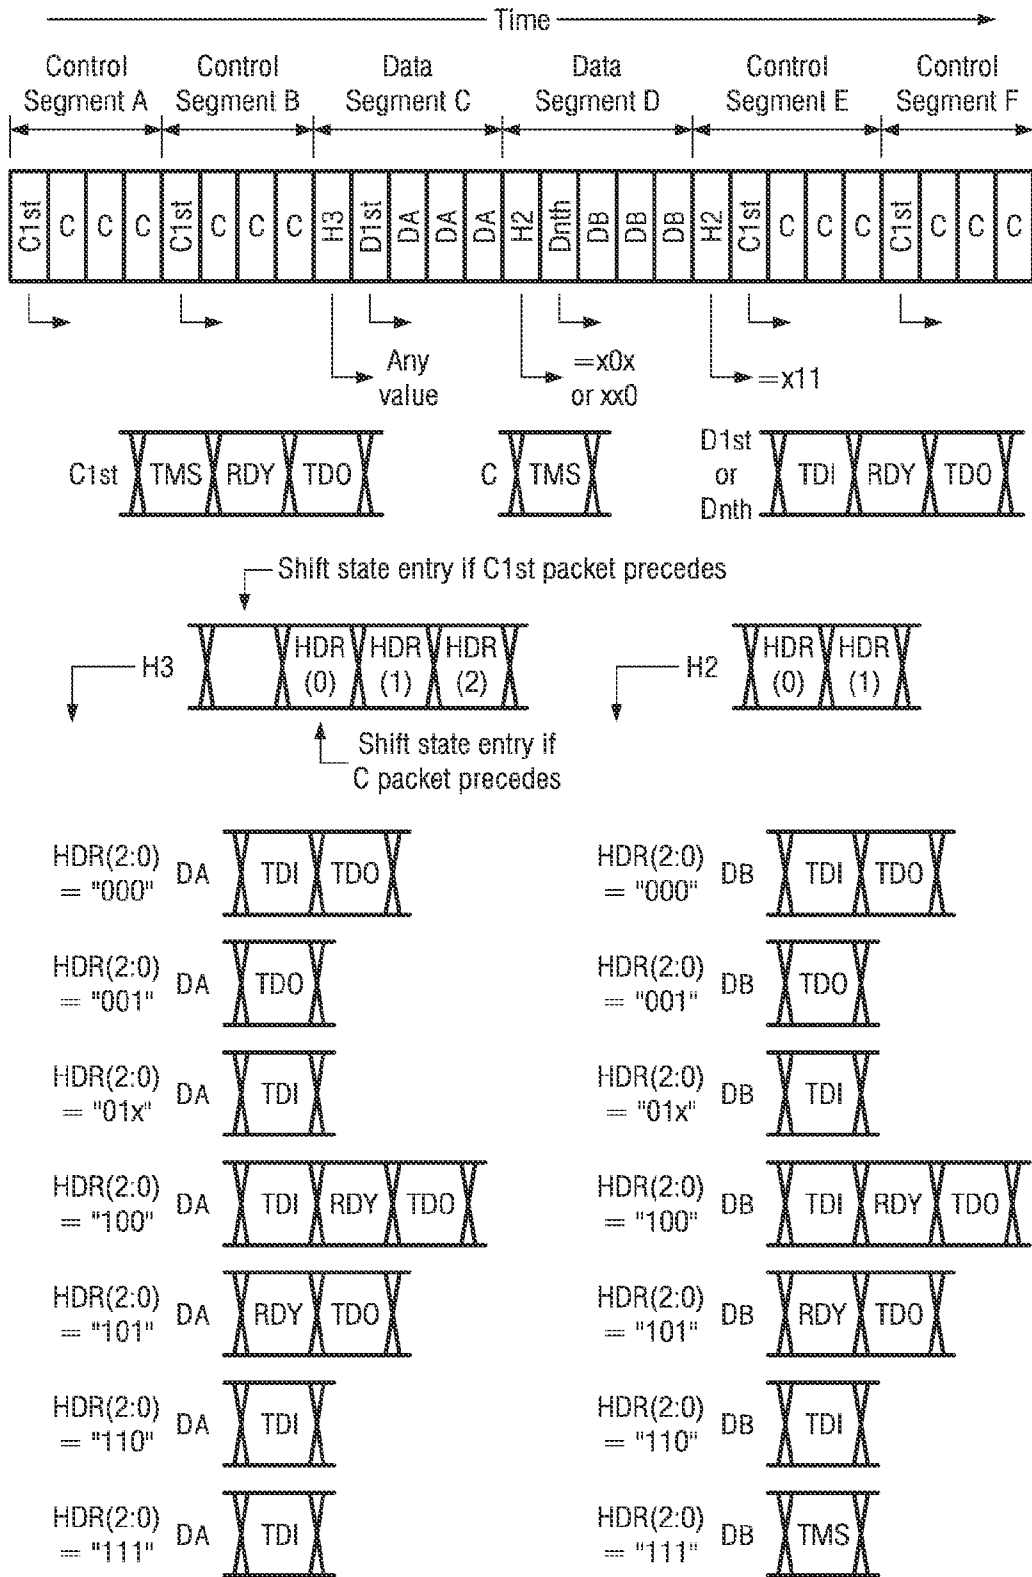 Time
Control Segment A
Control Segment B
Data Segment C
Data Segment D
Control Segment E
Control Segment F
C1st C C C C1st C C C H3 D1st DA DA DA H2 Dnth DB DB DB H2 C1st C C C C1st C C C
Any value
=x0x or xx0
=x11
C1st TMS RDY TDO
C TMS
D1st or Dnth TDI RDY TDO
Shift state entry if C1st packet precedes
H3 HDR (0) HDR (1) HDR (2)
H2 HDR (0) HDR (1)
Shift state entry if
C packet precedes
HDR(2:0) = "000" DA TDI TDO
HDR(2:0) = "000" DB TDI TDO
HDR(2:0) = "001" DA TDO
HDR(2:0) = "001" DB TDO
HDR(2:0) = "01x" DA TDI
HDR(2:0) = "01x" DB TDI
HDR(2:0) = "100" DA TDI RDY TDO
HDR(2:0) = "100" DB TDI RDY TDO
HDR(2:0) = "101" DA RDY TDO
HDR(2:0) = "101" DB RDY TDO
HDR(2:0) = "110" DA TDI
HDR(2:0) = "110" DB TDI
HDR(2:0) = "111" DA TDI
HDR(2:0) = "111" DB TMS